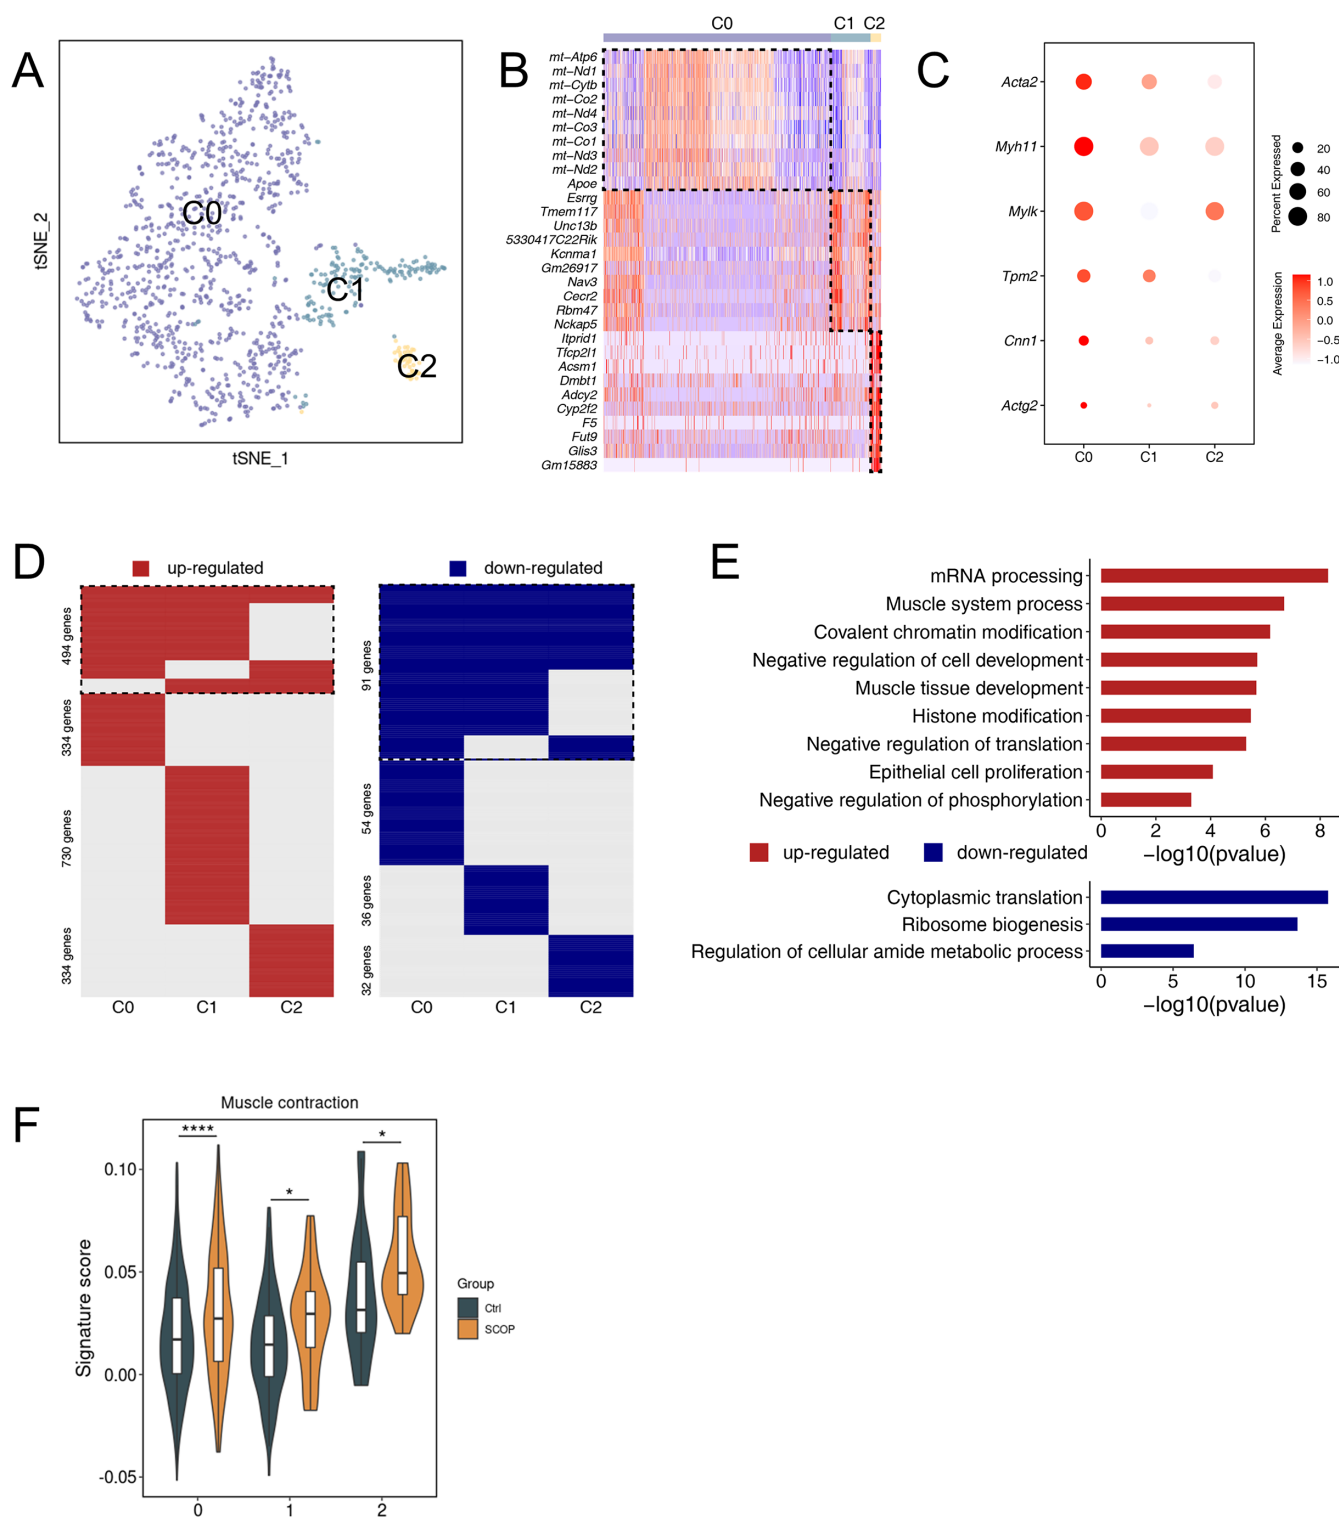 A
tSNE_2
C0
C1
C2
tSNE_1
B
C0 C1 C2
mt-Atp6
mt-Nd1
mt-Cytb
mt-Co2
mt-Nd4
mt-Co3
mt-Co1
mt-Nd3
mt-Nd2
Apoe
Esrrg
Tmem117
Unc13b
5330417C22Rik
Kcnma1
Gm26917
Nav3
Cecr2
Rbm47
Nckap5
Itprid1
Tfcp2l1
Acsm1
Dmbt1
Adcy2
Cyp2f2
F5
Fut9
Glis3
Gm15883
C
Acta2
Myh11
Mylk
Tpm2
Cnn1
Actg2
C0 C1 C2
Percent Expressed
20
40
60
80
Average Expression
1.0
0.5
0.0
−0.5
−1.0
D
up-regulated
494 genes
334 genes
730 genes
334 genes
C0 C1 C2
down-regulated
91 genes
54 genes
36 genes
32 genes
C0 C1 C2
E
mRNA processing
Muscle system process
Covalent chromatin modification
Negative regulation of cell development
Muscle tissue development
Histone modification
Negative regulation of translation
Epithelial cell proliferation
Negative regulation of phosphorylation
0 2 4 6 8
−log10(pvalue)
up-regulated down-regulated
Cytoplasmic translation
Ribosome biogenesis
Regulation of cellular amide metabolic process
0 5 10 15
−log10(pvalue)
F
Muscle contraction
Signature score
0.10
0.05
0.00
-0.05
****
*
*
0 1 2
Group
Ctrl
SCOP